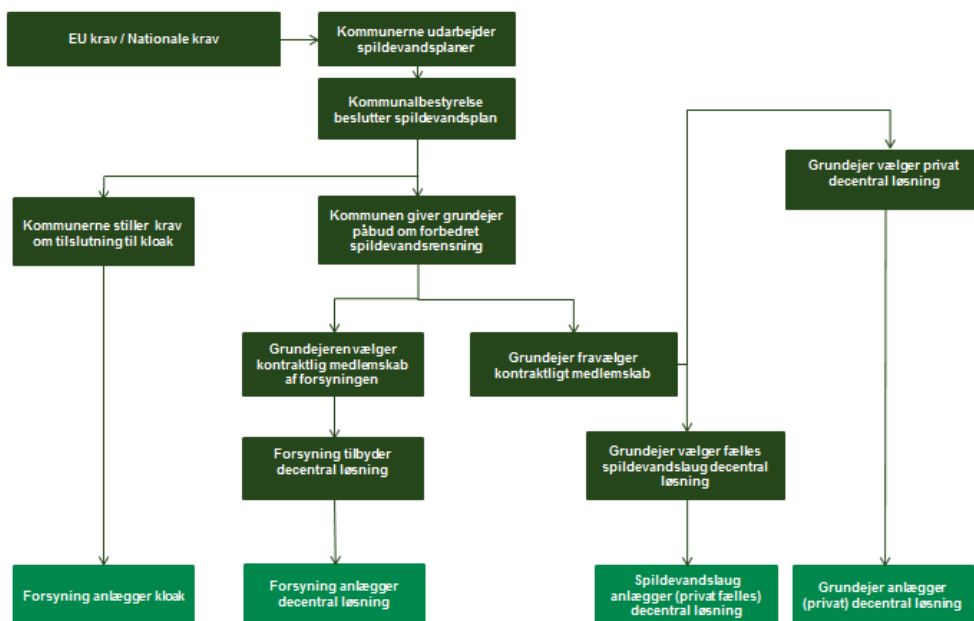 EU krav / Nationale krav
Kommunerne udarbejder
spildevandsplaner
Kommunalbestyrelse
beslutter spildevandsplan
Grundejer vælger privat
decentral løsning
Kommunerne stiller krav
om tilslutning til kloak
Kommunen giver grundejer
påbud om forbedret
spildevandsrensning
Grundejeren vælger
kontraktlig medlemskab
af forsyningen
Grundejer fravælger
kontraktligt medlemskab
Forsyning tilbyder
decentral løsning
Grundejer vælger fælles
spildevandslaug decentral
løsning
Forsyning anlægger kloak
Forsyning anlægger
decentral løsning
Spildevandslaug
anlægger (privat fælles)
decentral løsning
Grundejer anlægger
(privat) decentral løsning